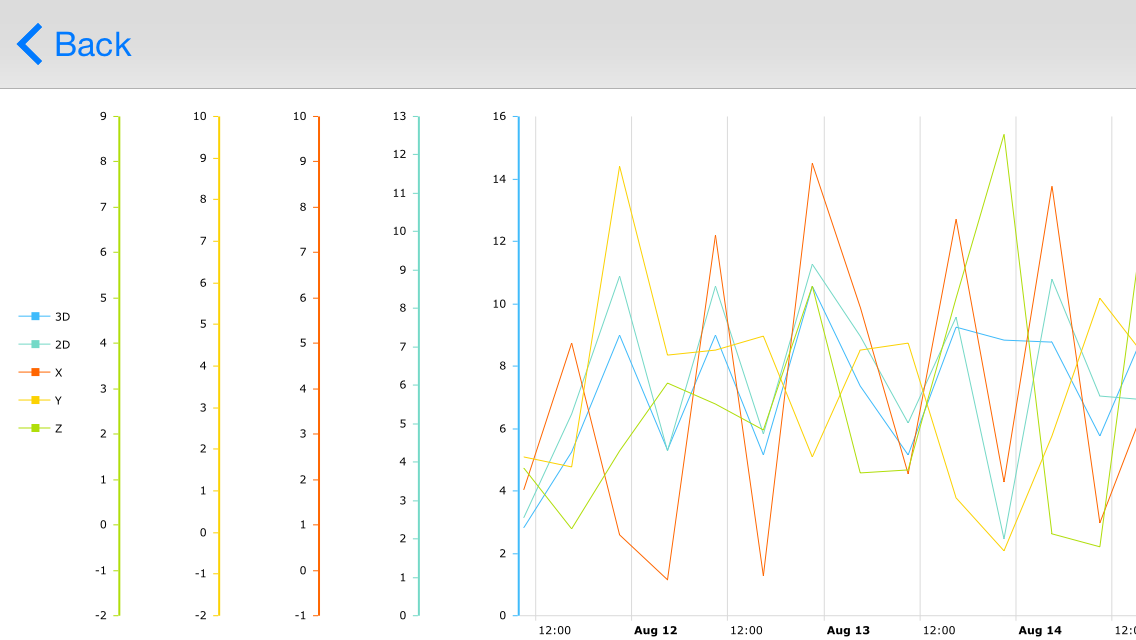 Back
9 10 10 13 16
8 9 9 12 14
7 8 8 11 12
6 7 7 10 10
5 6 6 9 8
4 5 5 8 6
3 4 4 7 4
2 3 3 6 2
1 2 2 5 0
0 1 1 4
-1 0 0 3
-2 -1 -1 2
-2 1
0
3D
2D
X
Y
Z
12:00 Aug 12 12:00 Aug 13 12:00 Aug 14